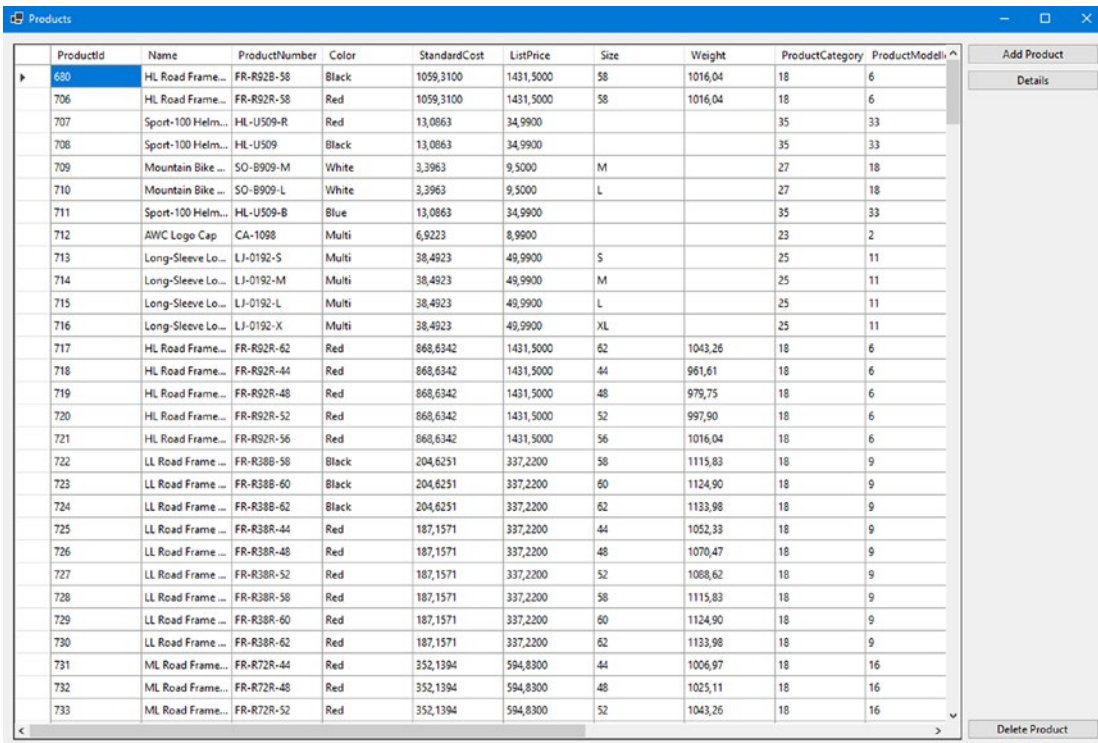 Products
ProductId Name ProductNumber Color StandardCost ListPrice Size Weight ProductCategory ProductModelI Add Product
680 HL Road Frame... FR-R92B-58 Black 1059,3100 1431,5000 58 1016,04 18 6 Details
706 HL Road Frame... FR-R92R-58 Red 1059,3100 1431,5000 58 1016,04 18 6
707 Sport-100 Helm... HL-U509-R Red 13,0863 34,9900 35 33
708 Sport-100 Helm... HL-U509 Black 13,0863 34,9900 35 33
709 Mountain Bike ... SO-B909-M White 3,3963 9,5000 M 27 18
710 Mountain Bike ... SO-B909-L White 3,3963 9,5000 L 27 18
711 Sport-100 Helm... HL-U509-B Blue 13,0863 34,9900 35 33
712 AWC Logo Cap CA-1098 Multi 6,9223 8,9900 23 2
713 Long-Sleeve Lo... LJ-0192-S Multi 38,4923 49,9900 S 25 11
714 Long-Sleeve Lo... LJ-0192-M Multi 38,4923 49,9900 M 25 11
715 Long-Sleeve Lo... LJ-0192-L Multi 38,4923 49,9900 L 25 11
716 Long-Sleeve Lo... LJ-0192-X Multi 38,4923 49,9900 XL 25 11
717 HL Road Frame... FR-R92R-62 Red 868,6342 1431,5000 62 1043,26 18 6
718 HL Road Frame... FR-R92R-44 Red 868,6342 1431,5000 44 961,61 18 6
719 HL Road Frame... FR-R92R-48 Red 868,6342 1431,5000 48 979,75 18 6
720 HL Road Frame... FR-R92R-52 Red 868,6342 1431,5000 52 997,90 18 6
721 HL Road Frame... FR-R92R-56 Red 868,6342 1431,5000 56 1016,04 18 6
722 LL Road Frame ... FR-R38B-58 Black 204,6251 337,2200 58 1115,83 18 9
723 LL Road Frame ... FR-R38B-60 Black 204,6251 337,2200 60 1124,90 18 9
724 LL Road Frame ... FR-R38B-62 Black 204,6251 337,2200 62 1133,98 18 9
725 LL Road Frame ... FR-R38R-44 Red 187,1571 337,2200 44 1052,33 18 9
726 LL Road Frame ... FR-R38R-48 Red 187,1571 337,2200 48 1070,47 18 9
727 LL Road Frame ... FR-R38R-52 Red 187,1571 337,2200 52 1088,62 18 9
728 LL Road Frame ... FR-R38R-58 Red 187,1571 337,2200 58 1115,83 18 9
729 LL Road Frame ... FR-R38R-60 Red 187,1571 337,2200 60 1124,90 18 9
730 LL Road Frame ... FR-R38R-62 Red 187,1571 337,2200 62 1133,98 18 9
731 ML Road Frame... FR-R72R-44 Red 352,1394 594,8300 44 1006,97 18 16
732 ML Road Frame... FR-R72R-48 Red 352,1394 594,8300 48 1025,11 18 16
733 ML Road Frame... FR-R72R-52 Red 352,1394 594,8300 52 1043,26 18 16
Delete Product